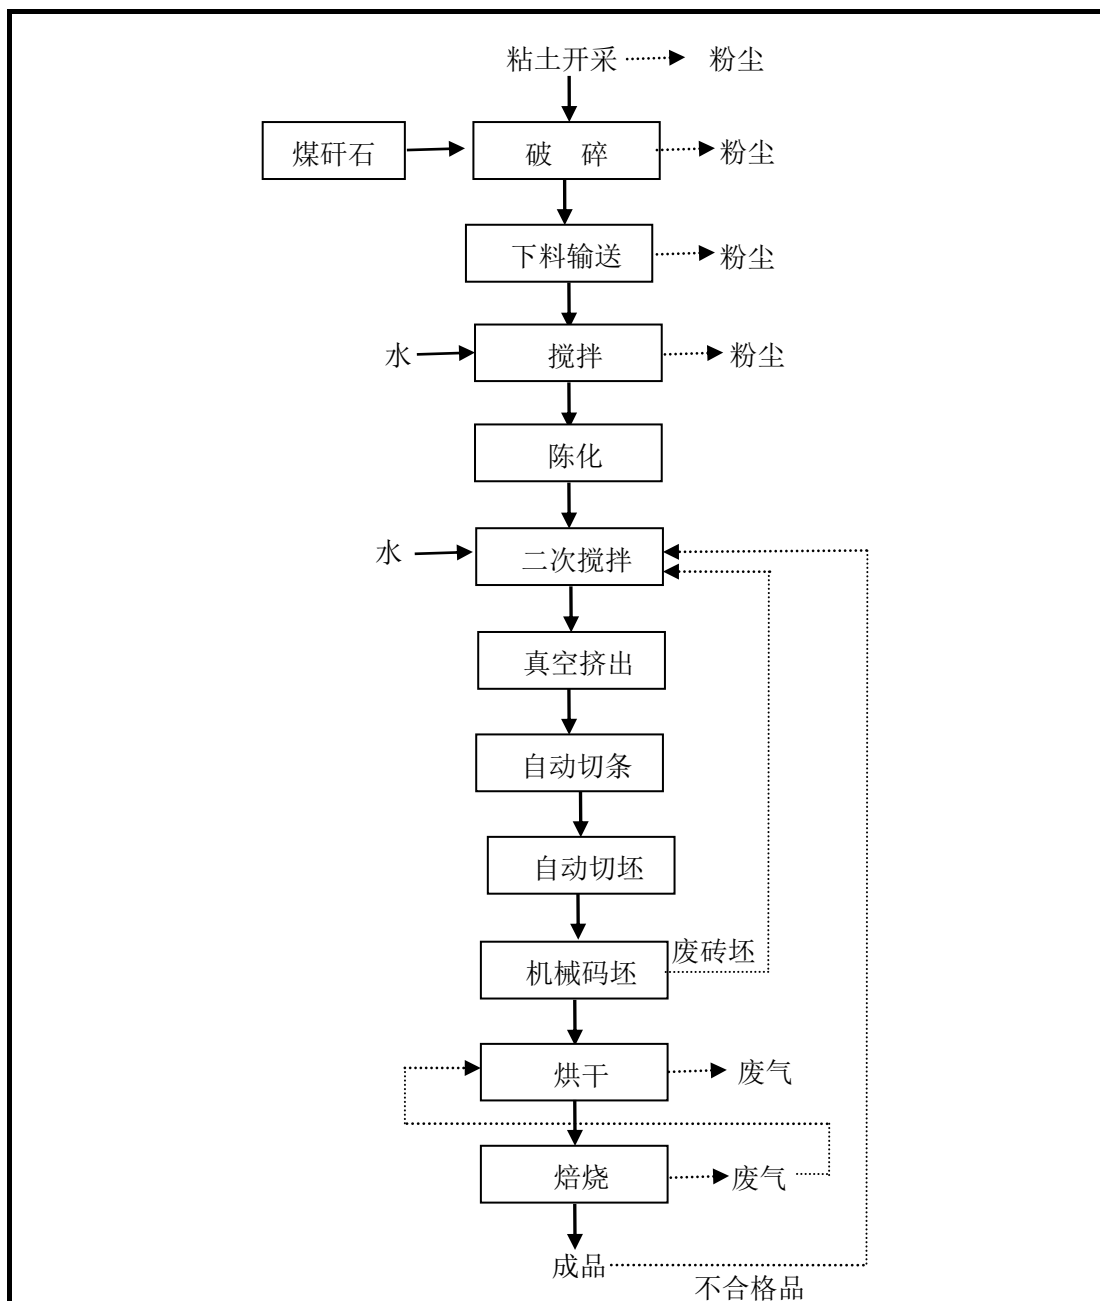 粘土开采 粉尘
煤矸石 破 碎 粉尘
下料输送 粉尘
水 搅拌 粉尘
陈化
水 二次搅拌
真空挤出
自动切条
自动切坯
废砖坯
机械码坯
烘干 废气
焙烧 废气
成品
不合格品